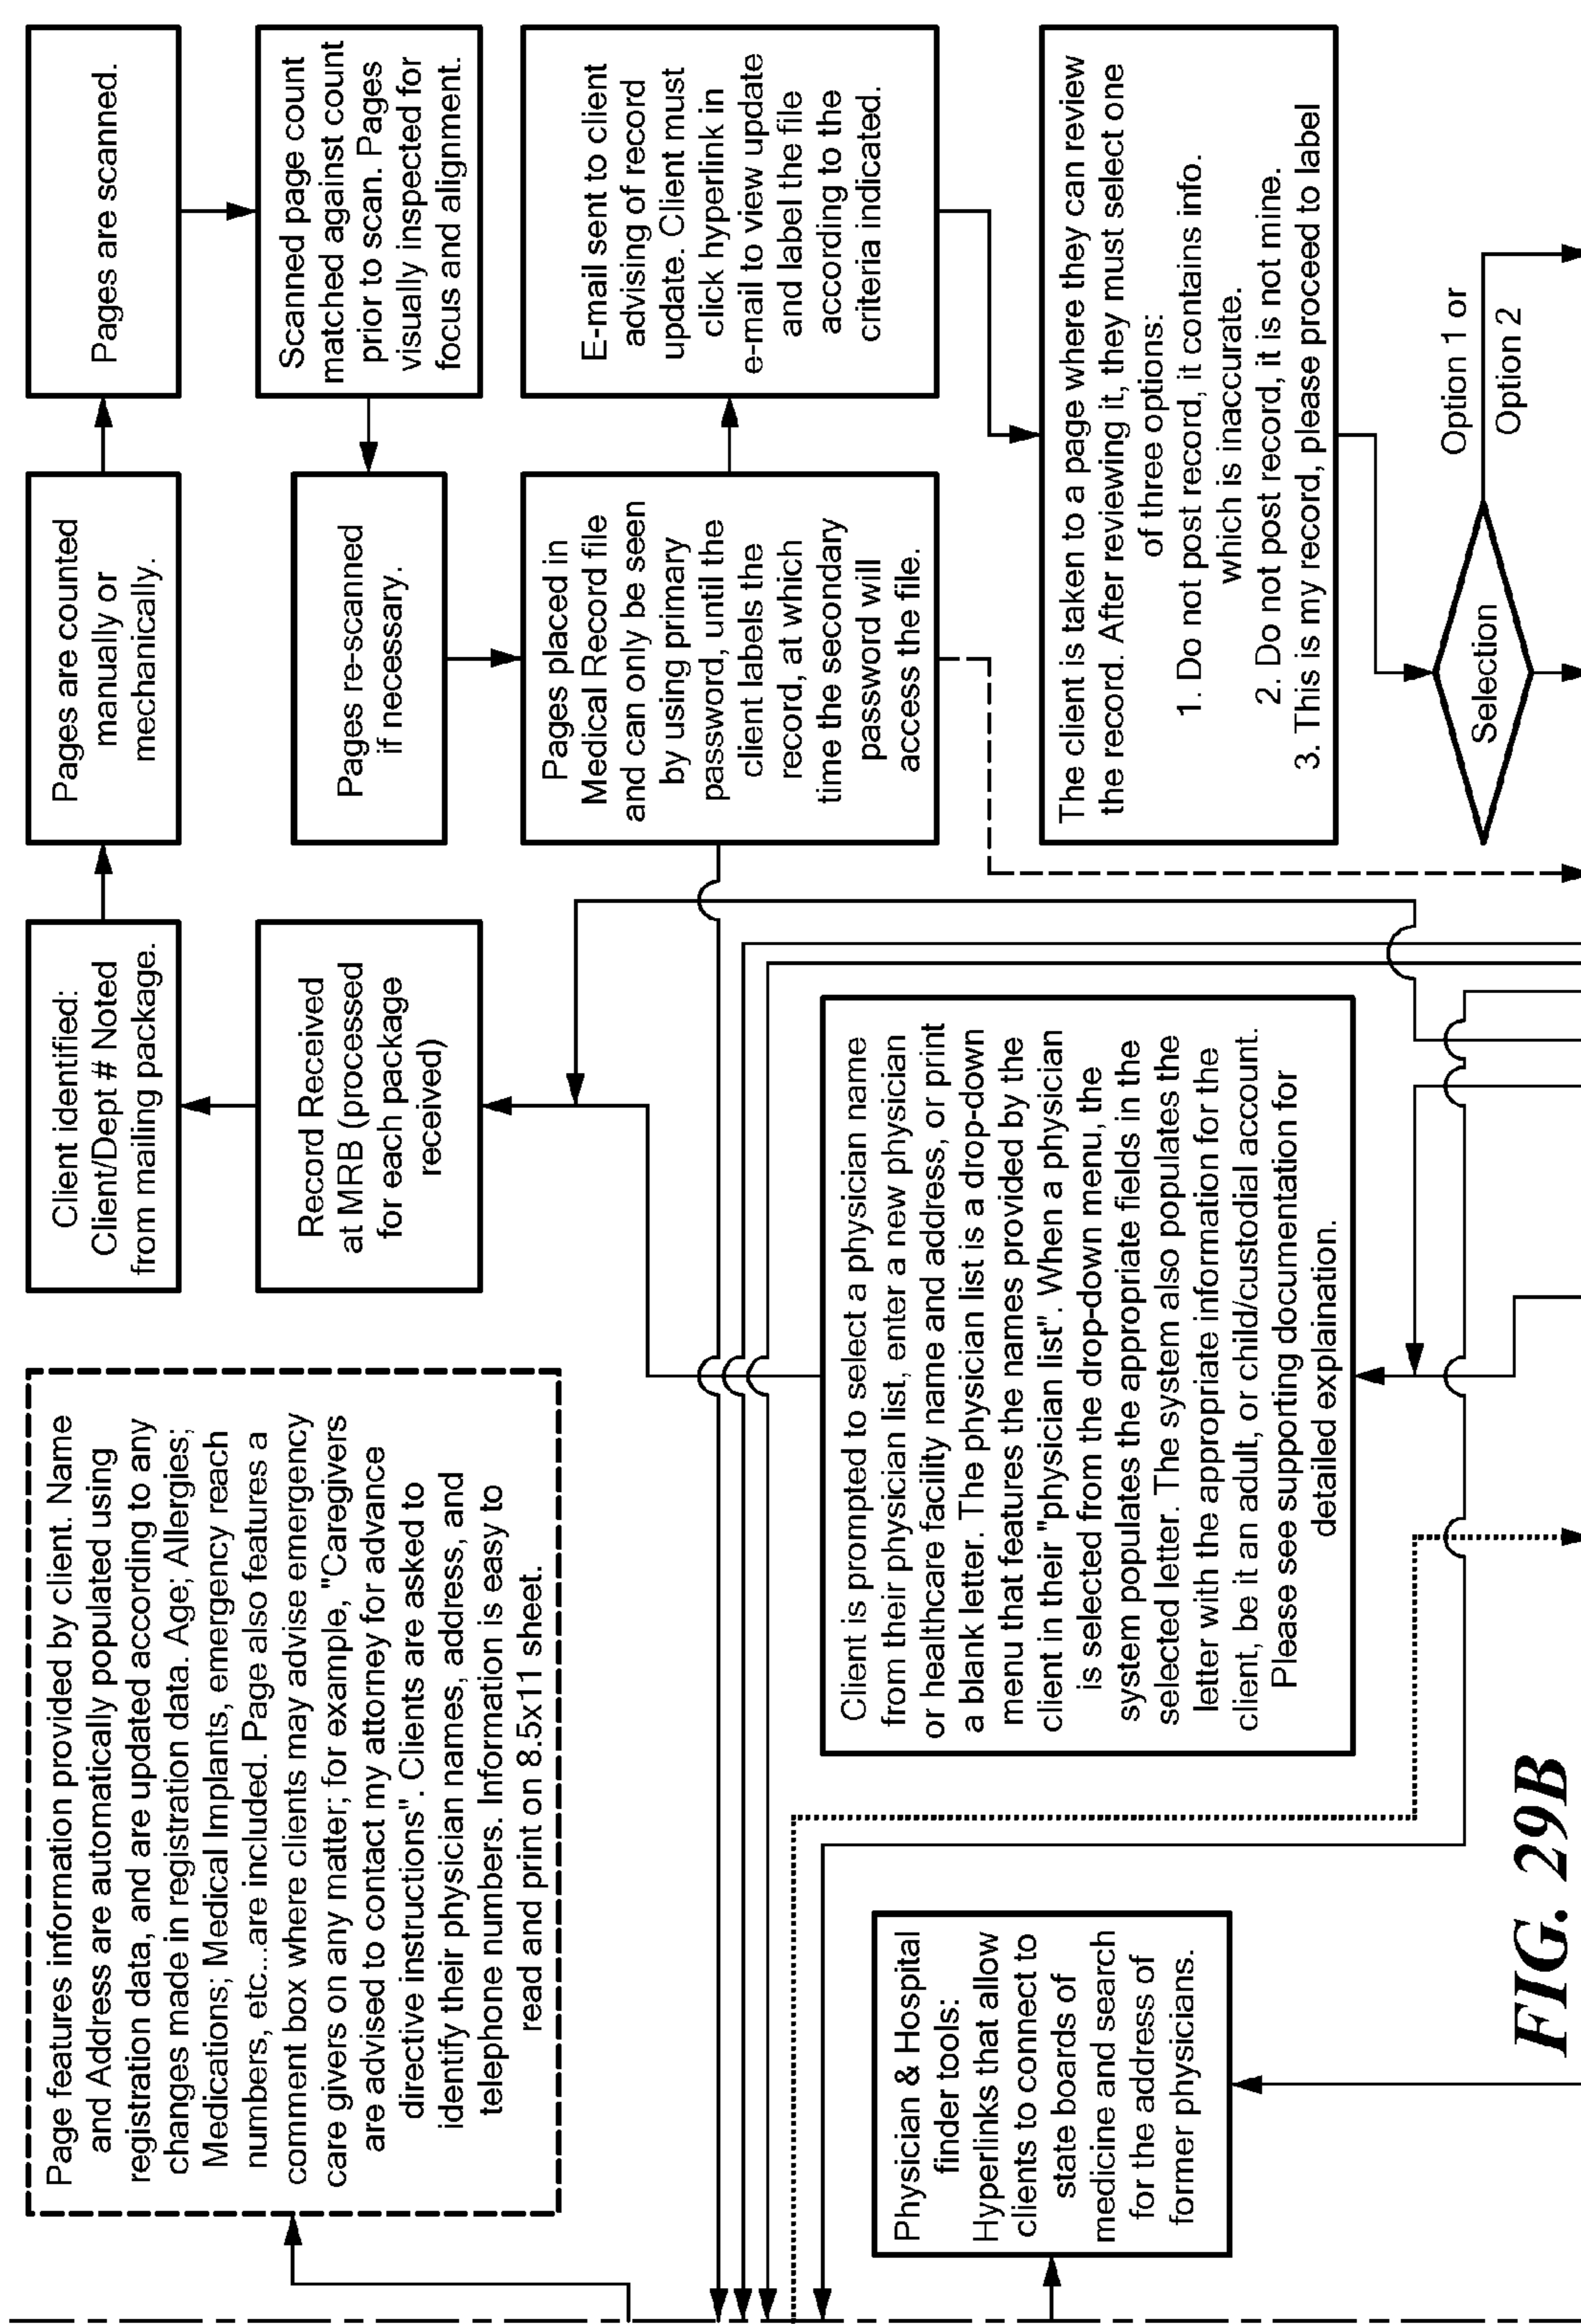 Page features information provided by client. Name
and Address are automatically populated using
registration data, and are updated according to any
changes made in registration data. Age; Allergies;
Medications; Medical Implants, emergency reach
numbers, etc...are included. Page also features a
comment box where clients may advise emergency
care givers on any matter; for example, "Caregivers
are advised to contact my attorney for advance
directive instructions". Clients are asked to
identify their physician names, address, and
telephone numbers. Information is easy to
read and print on 8.5x11 sheet.
Client identified:
Client/Dept # Noted
from mailing package.
Pages are counted
manually or
mechanically.
Pages are scanned.
Record Received
at MRB (processed
for each package
received)
Pages re-scanned
if necessary.
Scanned page count
matched against count
prior to scan. Pages
visually inspected for
focus and alignment.
Pages placed in
Medical Record file
and can only be seen
by using primary
password, until the
client labels the
record, at which
time the secondary
password will
access the file.
E-mail sent to client
advising of record
update. Client must
click hyperlink in
e-mail to view update
and label the file
according to the
criteria indicated.
Physician & Hospital
finder tools:
Hyperlinks that allow
clients to connect to
state boards of
medicine and search
for the address of
former physicians.
Client is prompted to select a physician name
from their physician list, enter a new physician
or healthcare facility name and address, or print
a blank letter. The physician list is a drop-down
menu that features the names provided by the
client in their "physician list". When a physician
is selected from the drop-down menu, the
system populates the appropriate fields in the
selected letter. The system also populates the
letter with the appropriate information for the
client, be it an adult, or child/custodial account.
Please see supporting documentation for
detailed explaination.
The client is taken to a page where they can review
the record. After reviewing it, they must select one
of three options:
1. Do not post record, it contains info.
which is inaccurate.
2. Do not post record, it is not mine.
3. This is my record, please proceed to label
Selection
Option 1 or
Option 2
FIG. 29B